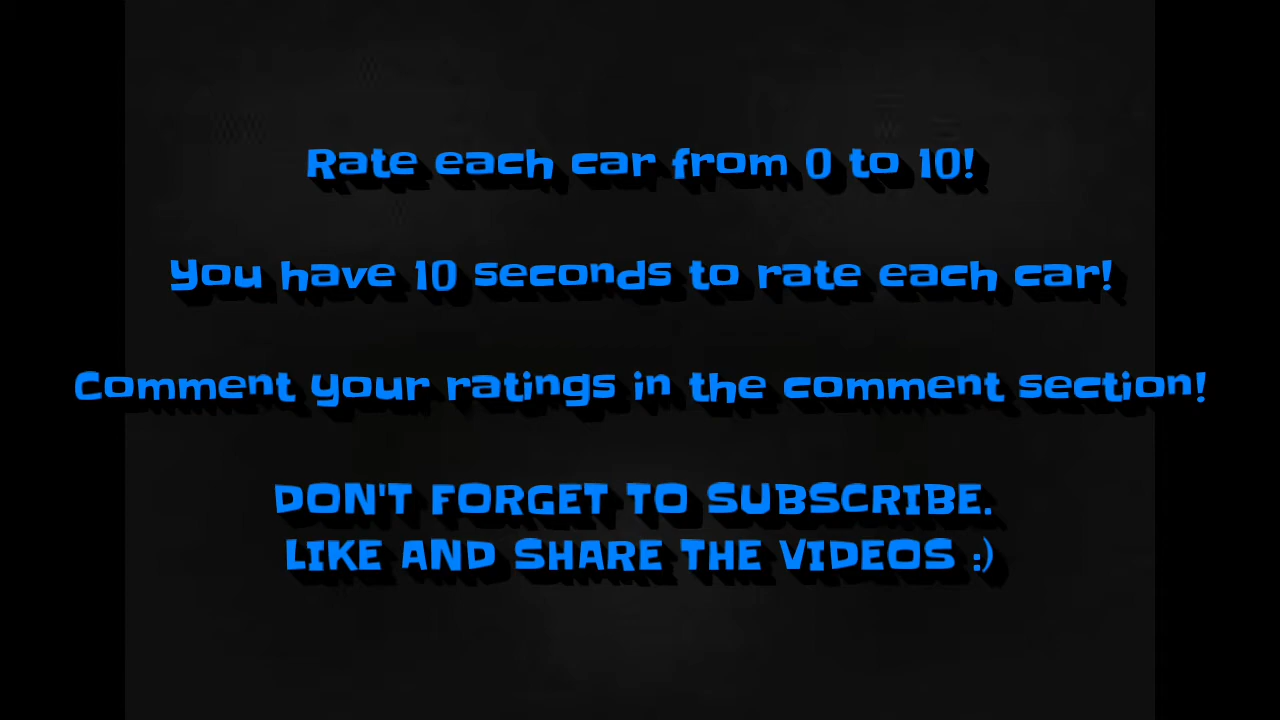 Rate each car from 0 to 10!
You have 10 seconds to rate each car!
Comment your ratings in the comment section!
DON'T FORGET TO SUBSCRIBE.
LIKE AND SHARE THE VIDEOS :)